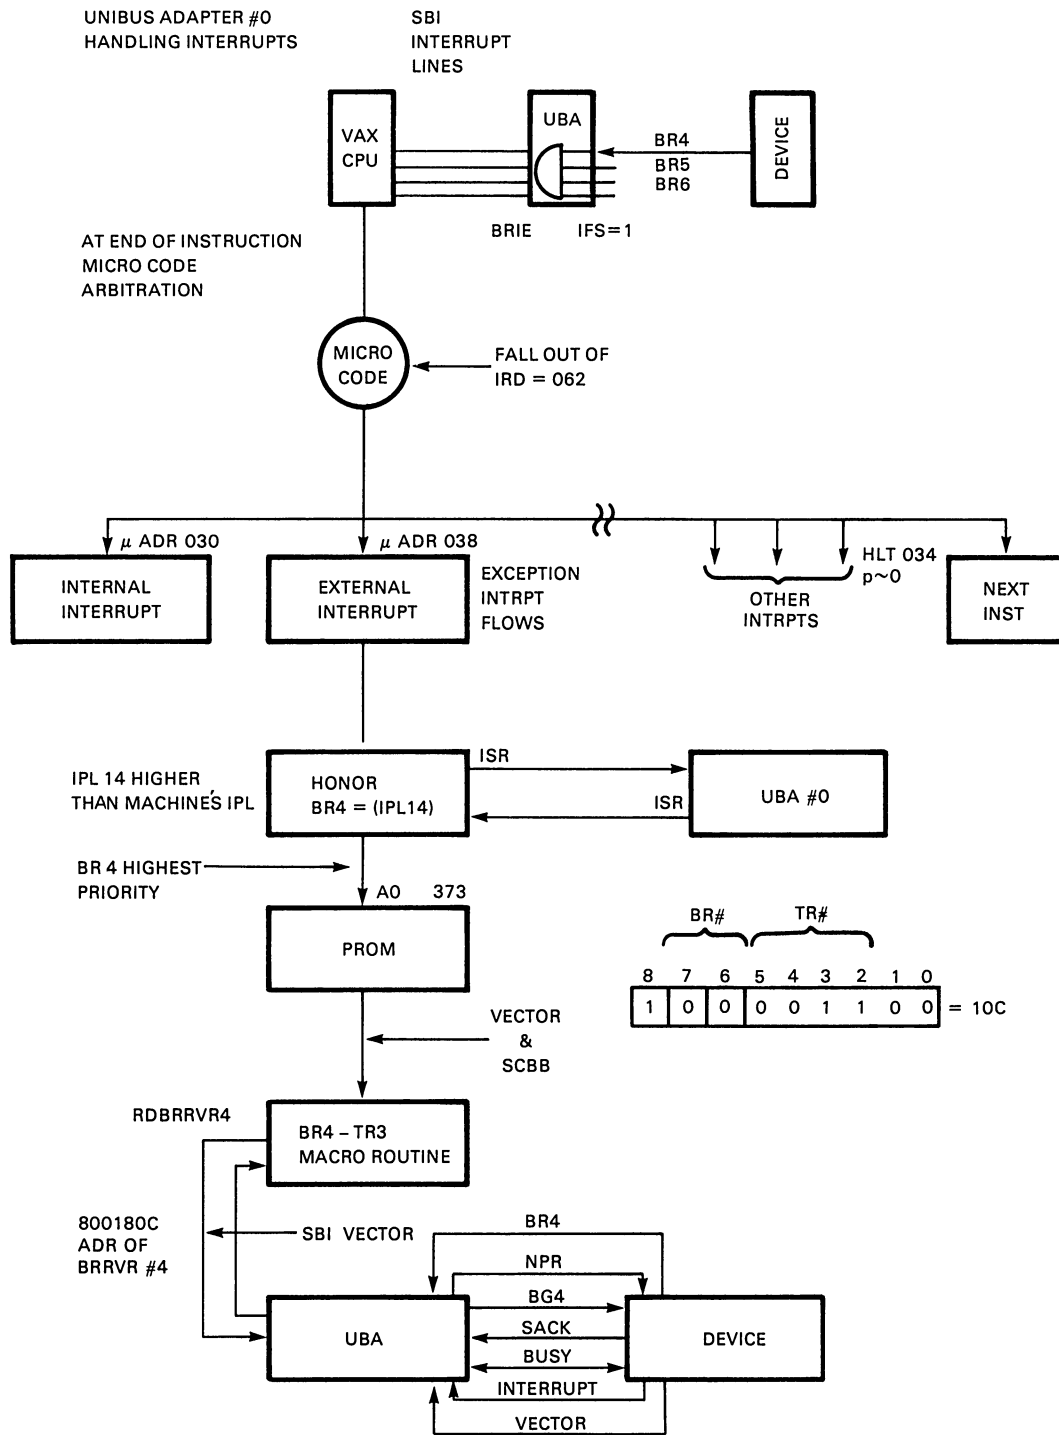 UNIBUS ADAPTER #0
HANDLING INTERRUPTS
SBI
INTERRUPT
LINES
VAX
CPU
UBA
DEVICE
BR4
BR5
BR6
BRIE
IFS=1
AT END OF INSTRUCTION
MICRO CODE
ARBITRATION
MICRO
CODE
FALL OUT OF
IRD = 062
μ ADR 030
INTERNAL
INTERRUPT
μ ADR 038
EXTERNAL
INTERRUPT
EXCEPTION
INTRPT
FLOWS
OTHER
INTRPTS
HLT 034
p~0
NEXT
INST
IPL 14 HIGHER
THAN MACHINE'S IPL
HONOR
BR4 = (IPL14)
ISR
ISR
UBA #0
BR 4 HIGHEST
PRIORITY
A0 373
PROM
BR# TR#
8 7 6 5 4 3 2 1 0
1 0 0 0 0 1 1 0 0 = 10C
VECTOR
&
SCBB
RDBRRVR4
BR4 – TR3
MACRO ROUTINE
800180C
ADR OF
BRRVR #4
SBI VECTOR
BR4
NPR
BG4
SACK
BUSY
INTERRUPT
VECTOR
UBA
DEVICE